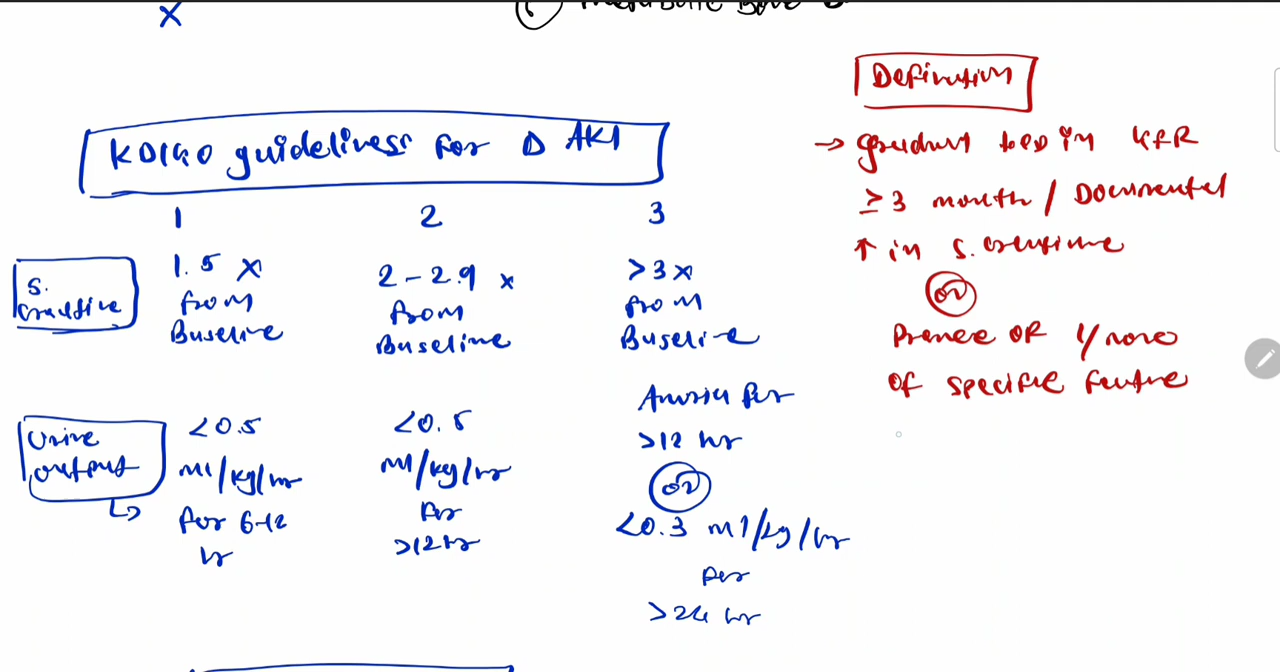 KDIGO guidelines for Δ AKI
1 2 3
S. creatine
1.5 x
from
Baseline
2 - 2.9 x
from
Baseline
>3x
from
Baseline
Urine
output
<0.5
ml/kg/hr
for 6-12
hr
<0.5
ml/kg/hr
for
>12 hr
Anuria for
>12 hr
OR
<0.3 ml/kg/hr
for
>24 hr
Definition
→ gradual loss in GFR
≥3 month / Documented
↑ in S. creatinine
OR
Presence OF 1/more
of specific feature